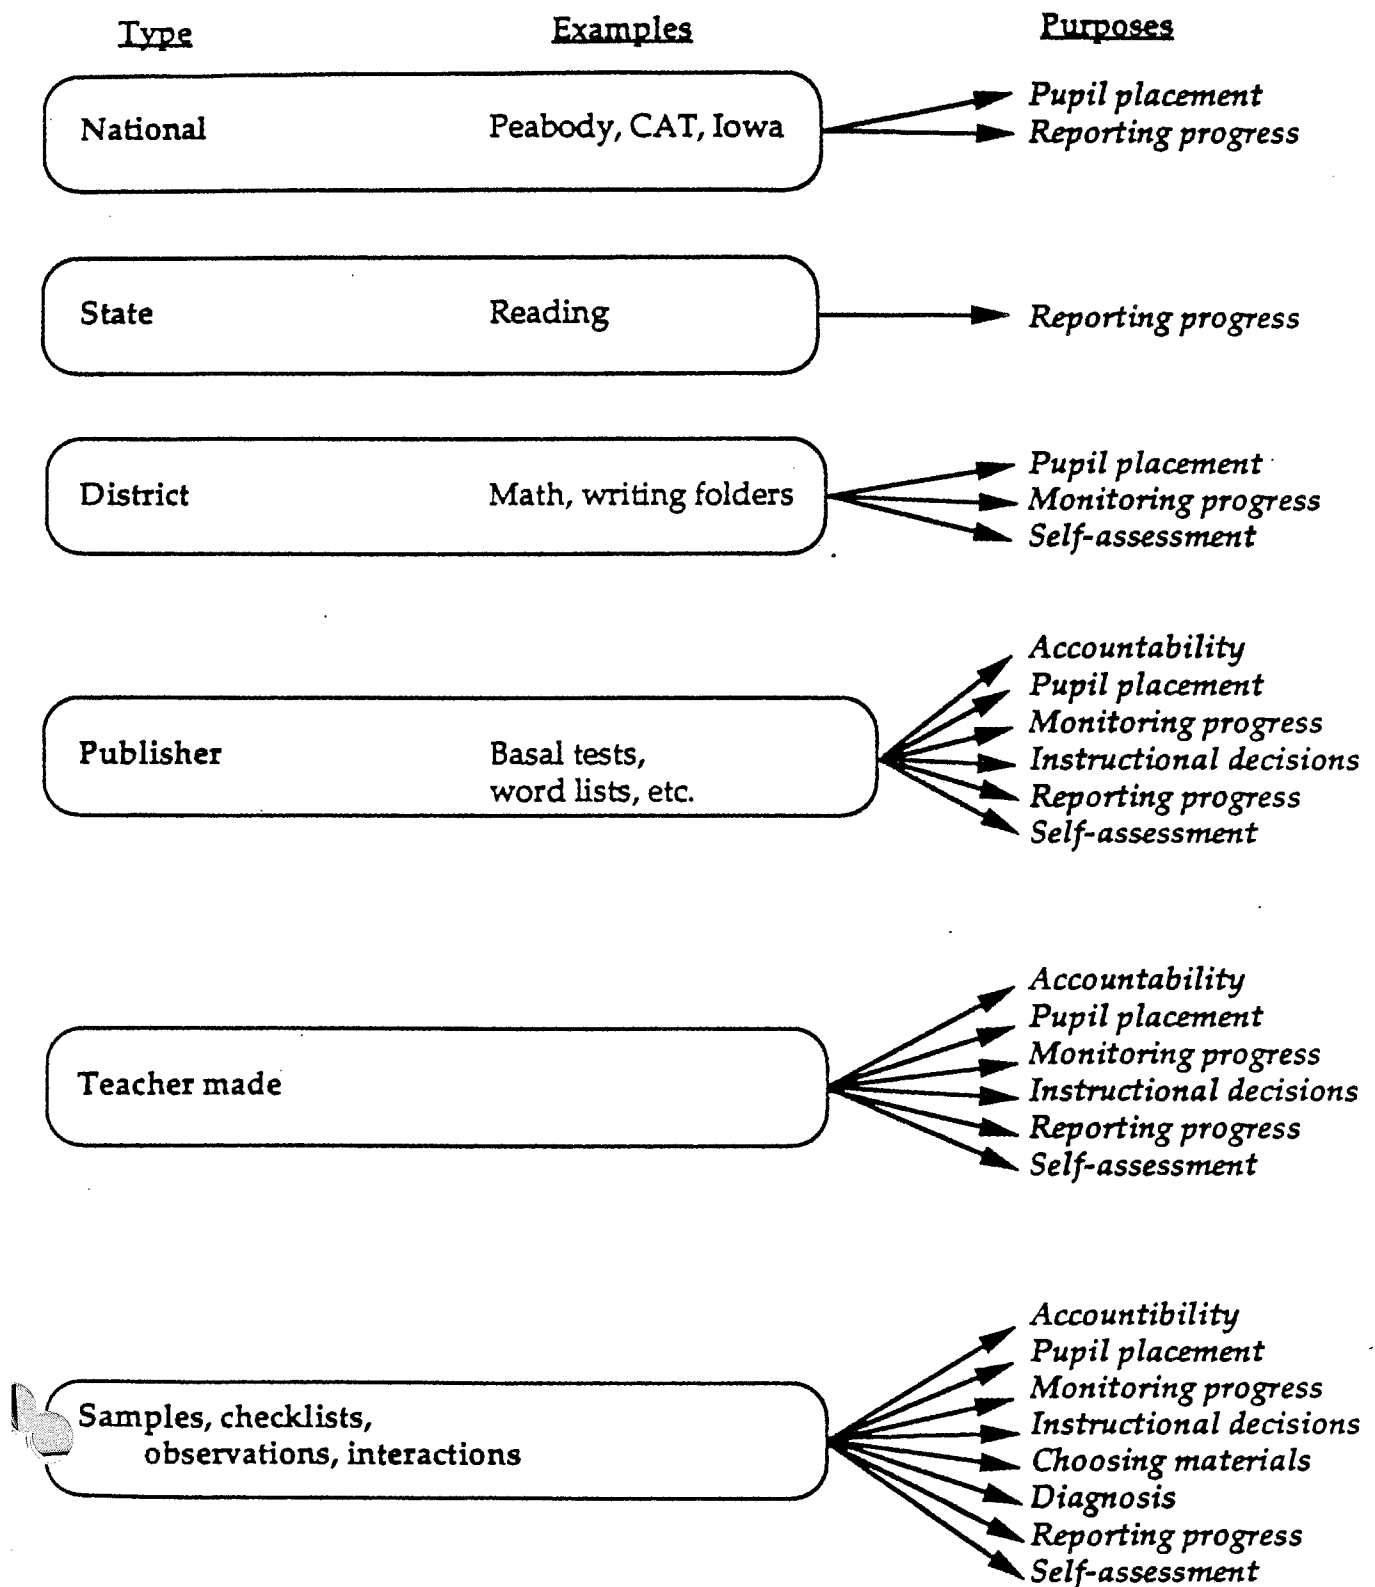 Type Examples Purposes
National Peabody, CAT, Iowa
Pupil placement
Reporting progress
State Reading Reporting progress
District Math, writing folders
Pupil placement
Monitoring progress
Self-assessment
Publisher Basal tests,
word lists, etc.
Accountability
Pupil placement
Monitoring progress
Instructional decisions
Reporting progress
Self-assessment
Teacher made
Accountability
Pupil placement
Monitoring progress
Instructional decisions
Reporting progress
Self-assessment
Samples, checklists,
observations, interactions
Accountibility
Pupil placement
Monitoring progress
Instructional decisions
Choosing materials
Diagnosis
Reporting progress
Self-assessment